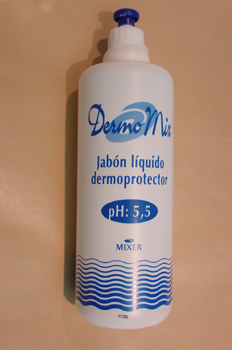 DermoMix
Jabón líquido
dermoprotector
pH: 5,5
MIXER